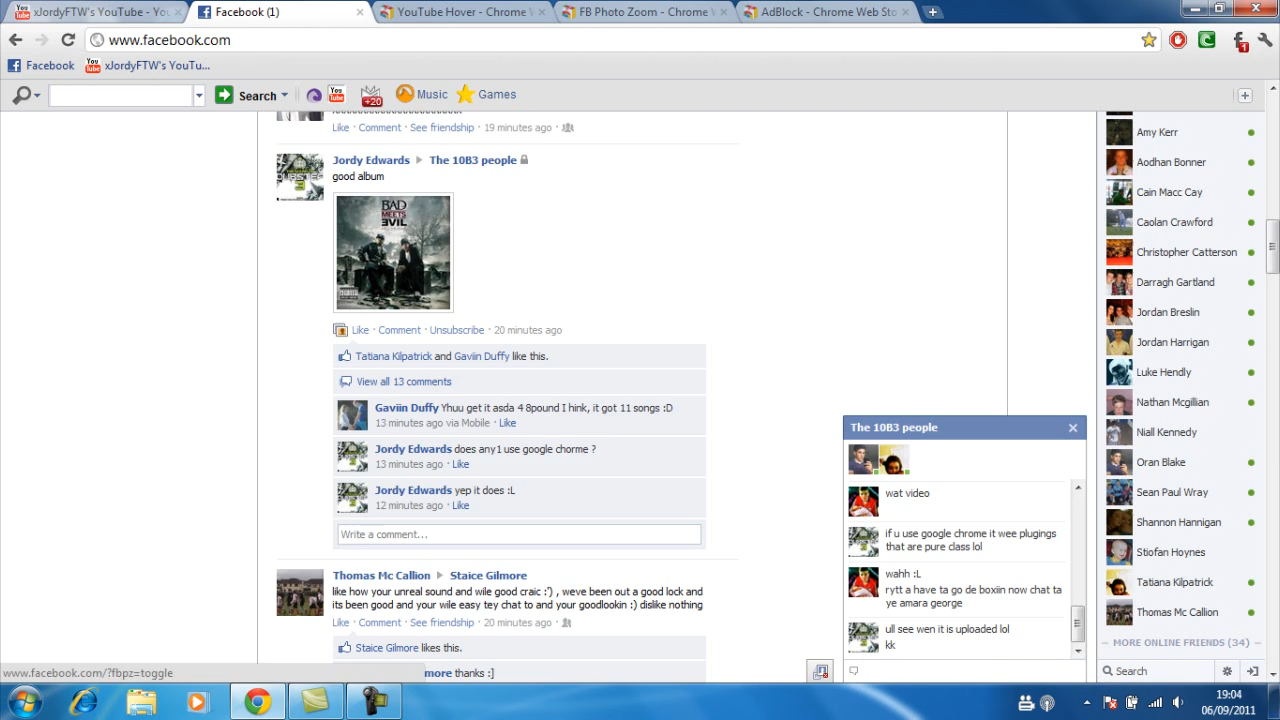 xJordyFTW's YouTube - You
Facebook (1)
YouTube Hover - Chrome W
FB Photo Zoom - Chrome W
AdBlock - Chrome Web Sto
www.facebook.com
1
Facebook
You Tube
xJordyFTW's YouTu...
Search
You Tube
+20
Music
Games
Like · Comment · See friendship · 19 minutes ago ·
Jordy Edwards ▸ The 10B3 people
good album
BAD
MEETS
EVIL
Like · Comment · Unsubscribe · 20 minutes ago
Tatiana Kilpatrick and Gaviin Duffy like this.
View all 13 comments
Gaviin Duffy Yhuu get it asda 4 8pound I hink, it got 11 songs :D
13 minutes ago via Mobile · Like
Jordy Edwards does any1 use google chorme ?
13 minutes ago · Like
Jordy Edwards yep it does :L
12 minutes ago · Like
Write a comment...
Thomas Mc Callion ▸ Staice Gilmore
like how your unreal sound and wile good craic :') , weve been out a good lock and
its been good and your wile easy tey chat to and your goodlookin :) dislike nothing
Like · Comment · See friendship · 20 minutes ago ·
Staice Gilmore likes this.
more thanks :]
www.facebook.com/?fbpz=toggle
The 10B3 people
wat video
if u use google chrome it wee plugings
that are pure class lol
wahh :L
rytt a have ta go de boxiin now chat ta
ye amara george
ull see wen it is uploaded lol
kk
Amy Kerr
Aodhan Bonner
Cain Macc Cay
Caolan Crawford
Christopher Catterson
Darragh Gartland
Jordan Breslin
Jordan Harrigan
Luke Hendly
Nathan Mcgillian
Niall Kennedy
Oran Blake
Sean Paul Wray
Shannon Hannigan
Stiofan Hoynes
Tatiana Kilpatrick
Thomas Mc Callion
MORE ONLINE FRIENDS (34)
Search
19:04
06/09/2011